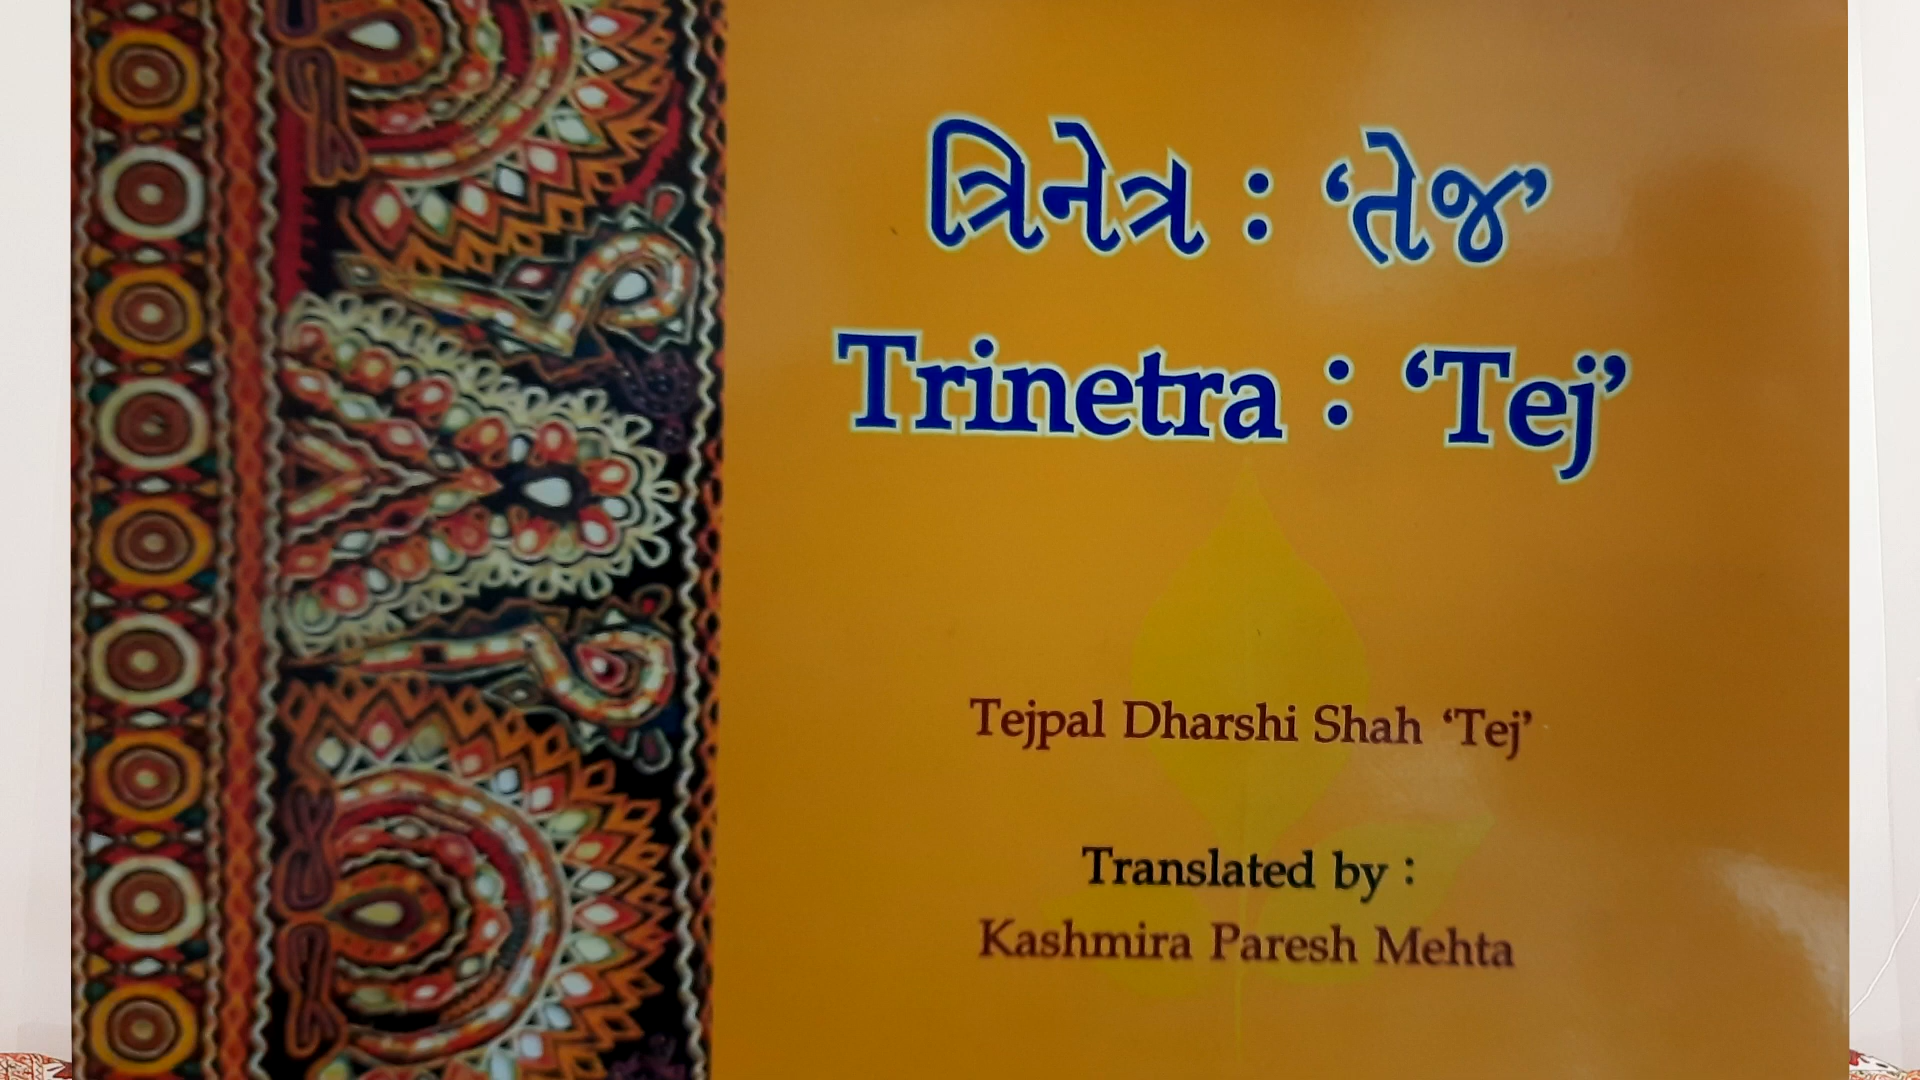 ત્રિનેત્ર : ‘તેજ’
Trinetra : ‘Tej’
Tejpal Dharshi Shah ‘Tej’
Translated by :
Kashmira Paresh Mehta